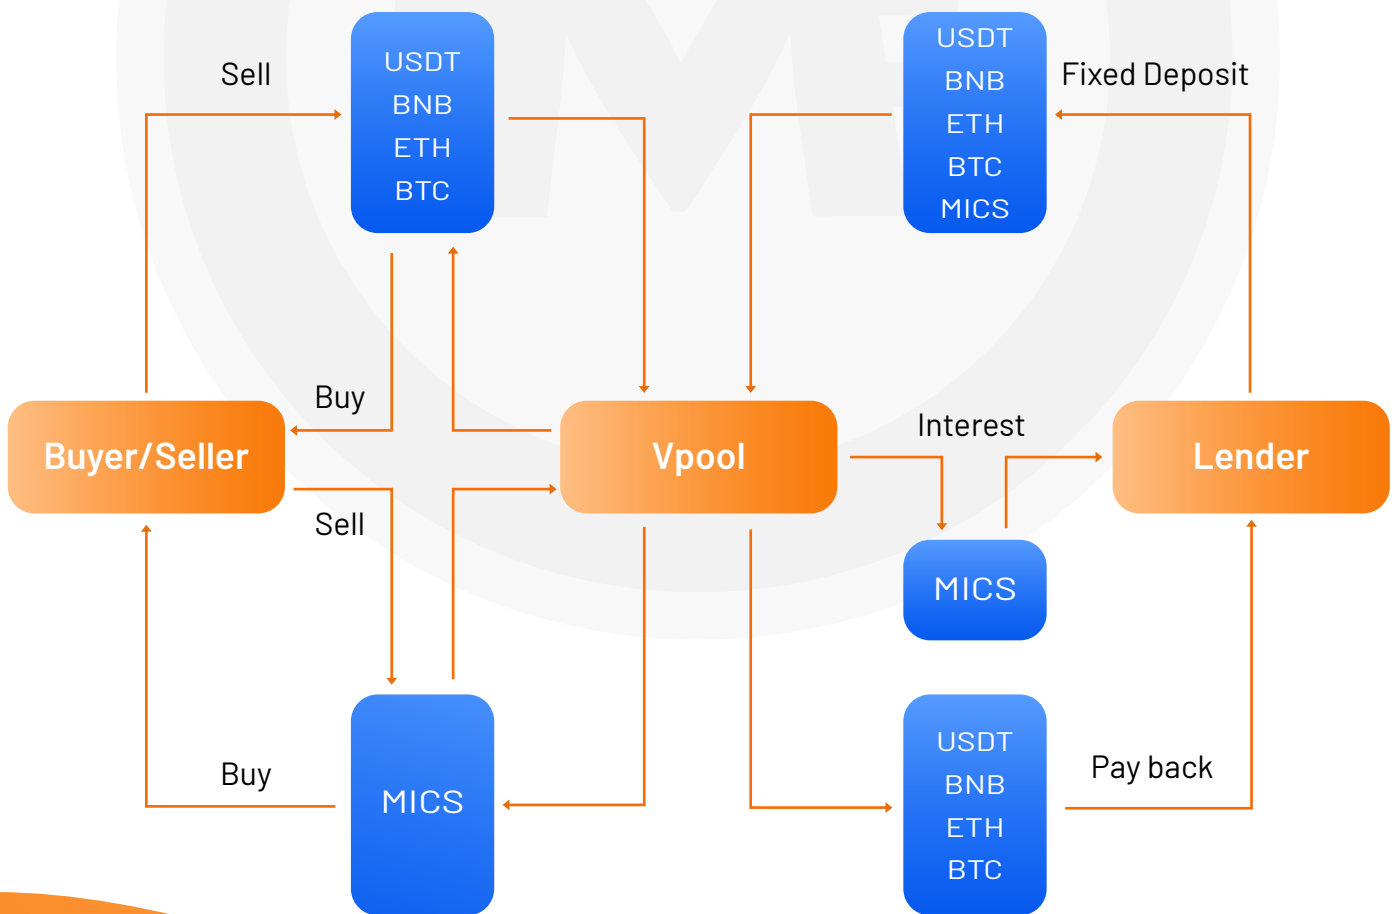 Sell
USDT
BNB
ETH
BTC
USDT
BNB
ETH
BTC
MICS
Fixed Deposit
Buy
Buyer/Seller
Sell
Vpool
Interest
Lender
MICS
Buy
MICS
USDT
BNB
ETH
BTC
Pay back